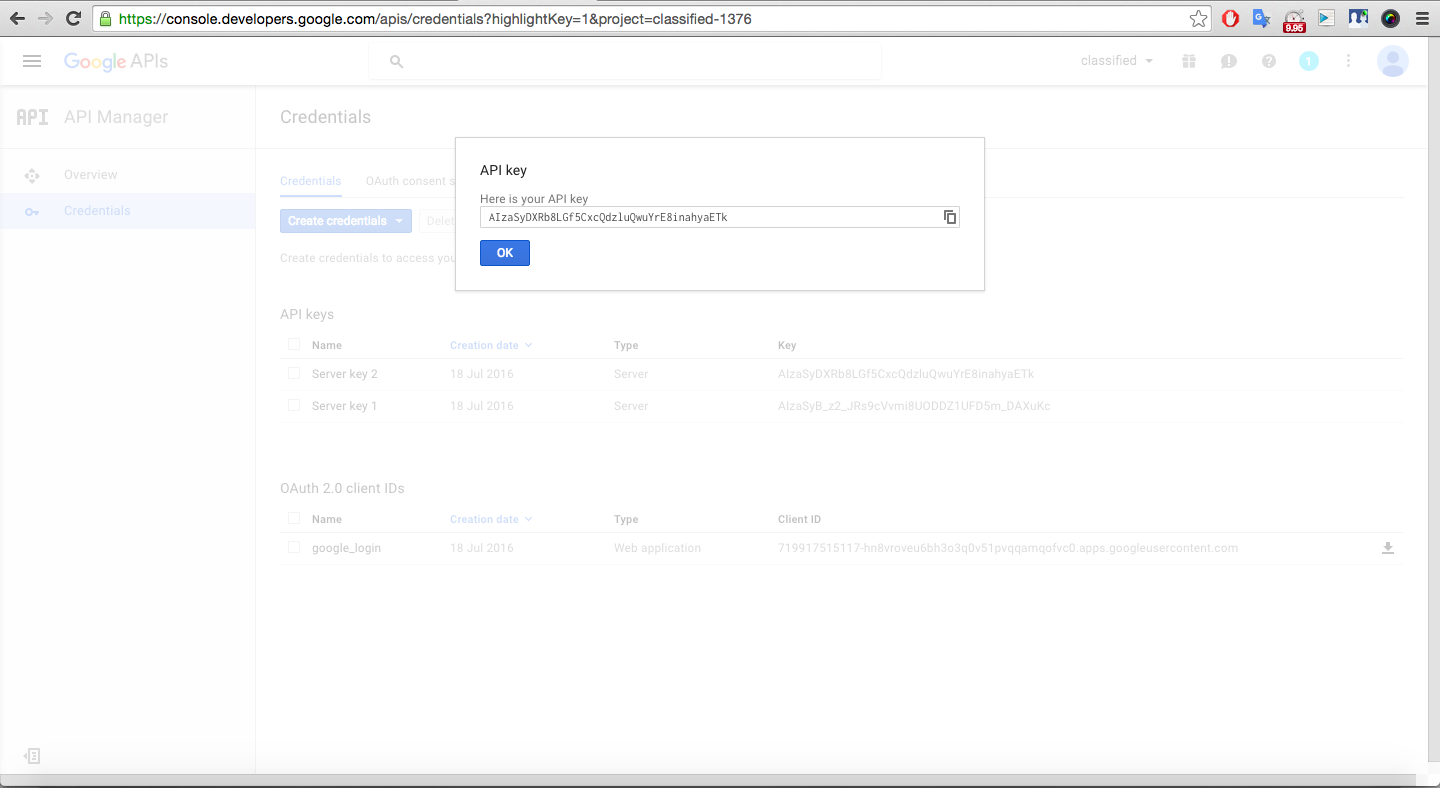 https://console.developers.google.com/apis/credentials?highlightKey=1&project=classified-1376
9.95
Google APIs
classified
1
API API Manager
Credentials
Overview
Credentials
Credentials OAuth consent s
Create credentials Delet
Create credentials to access you
API key
Here is your API key
AIzaSyDXRb8LGf5CxcQdzluQwuYrE8inahyaETk
OK
API keys
Name Creation date Type Key
Server key 2 18 Jul 2016 Server AIzaSyDXRb8LGf5CxcQdzluQwuYrE8inahyaETk
Server key 1 18 Jul 2016 Server AIzaSyB_z2_JRs9cVvmi8UODDZ1UFD5m_DAXuKc
OAuth 2.0 client IDs
Name Creation date Type Client ID
google_login 18 Jul 2016 Web application 719917515117-hn8vroveu6bh3o3q0v51pvqqamqofvc0.apps.googleusercontent.com